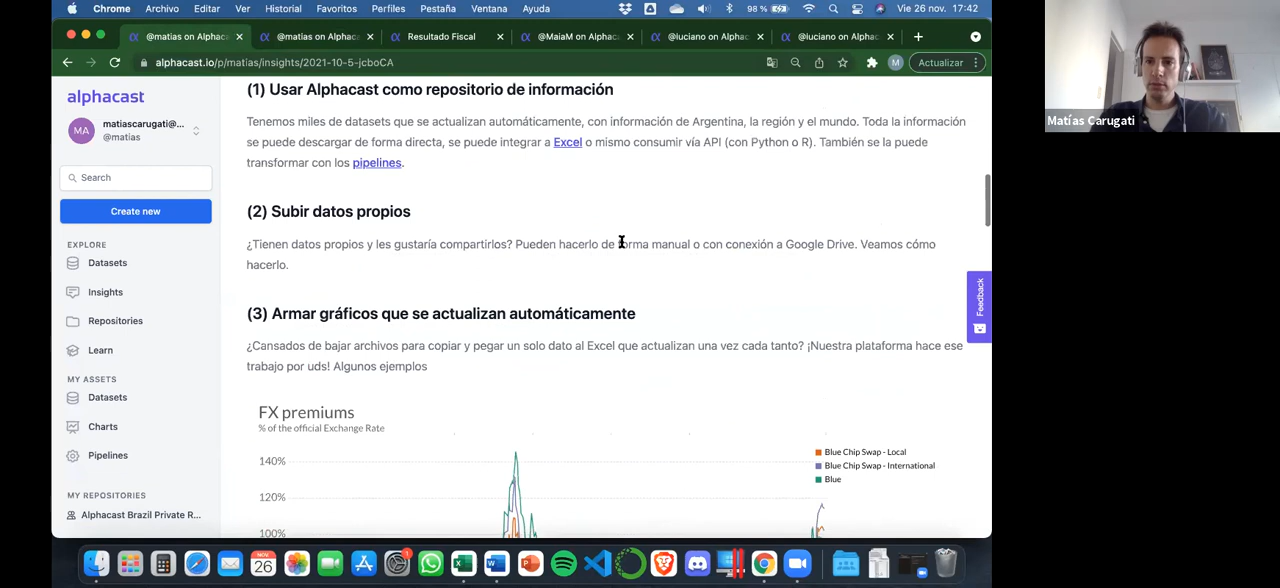 Chrome Archivo Editar Ver Historial Favoritos Perfiles Pestaña Ventana Ayuda 98 % Vie 26 nov. 17:42
@matias on Alphac @matias on Alphaca Resultado Fiscal @MaiaM on Alphac @luciano on Alphac @luciano on Alphac
alphacast.io/p/matias/insights/2021-10-5-jcboCA M Actualizar
alphacast
MA
matiascarugati@...
@matias
Search
Create new
EXPLORE
Datasets
Insights
Repositories
Learn
MY ASSETS
Datasets
Charts
Pipelines
MY REPOSITORIES
Alphacast Brazil Private R...
(1) Usar Alphacast como repositorio de información
Tenemos miles de datasets que se actualizan automáticamente, con información de Argentina, la región y el mundo. Toda la información
se puede descargar de forma directa, se puede integrar a Excel o mismo consumir vía API (con Python o R). También se la puede
transformar con los pipelines.
(2) Subir datos propios
¿Tienen datos propios y les gustaría compartirlos? Pueden hacerlo de forma manual o con conexión a Google Drive. Veamos cómo
hacerlo.
(3) Armar gráficos que se actualizan automáticamente
¿Cansados de bajar archivos para copiar y pegar un solo dato al Excel que actualizan una vez cada tanto? ¡Nuestra plataforma hace ese
trabajo por uds! Algunos ejemplos
FX premiums
% of the official Exchange Rate
140%
120%
100%
Blue Chip Swap - Local
Blue Chip Swap - International
Blue
Feedback
NOV
26
1
Matías Carugati